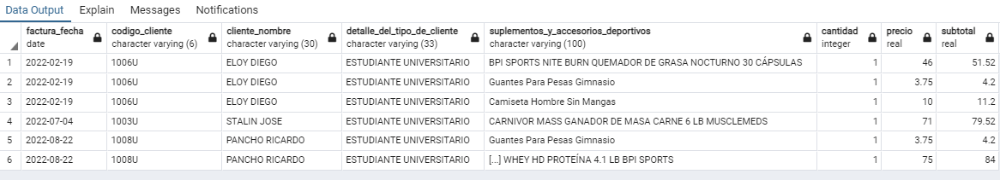 Data Output Explain Messages Notifications
factura_fecha codigo_cliente cliente_nombre detalle_del_tipo_de_cliente suplementos_y_accesorios_deportivos cantidad precio subtotal
date character varying (6) character varying (30) character varying (33) character varying (100) integer real real
1 2022-02-19 1006U ELOY DIEGO ESTUDIANTE UNIVERSITARIO BPI SPORTS NITE BURN QUEMADOR DE GRASA NOCTURNO 30 CÁPSULAS 1 46 51.52
2 2022-02-19 1006U ELOY DIEGO ESTUDIANTE UNIVERSITARIO Guantes Para Pesas Gimnasio 1 3.75 4.2
3 2022-02-19 1006U ELOY DIEGO ESTUDIANTE UNIVERSITARIO Camiseta Hombre Sin Mangas 1 10 11.2
4 2022-07-04 1003U STALIN JOSE ESTUDIANTE UNIVERSITARIO CARNIVOR MASS GANADOR DE MASA CARNE 6 LB MUSCLEMEDS 1 71 79.52
5 2022-08-22 1008U PANCHO RICARDO ESTUDIANTE UNIVERSITARIO Guantes Para Pesas Gimnasio 1 3.75 4.2
6 2022-08-22 1008U PANCHO RICARDO ESTUDIANTE UNIVERSITARIO [...] WHEY HD PROTEÍNA 4.1 LB BPI SPORTS 1 75 84